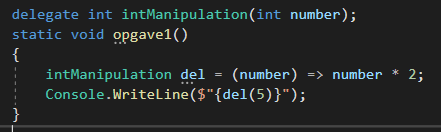 delegate int intManipulation(int number);
static void opgave1()
{
    intManipulation del = (number) => number * 2;
    Console.WriteLine($"{del(5)}");
}